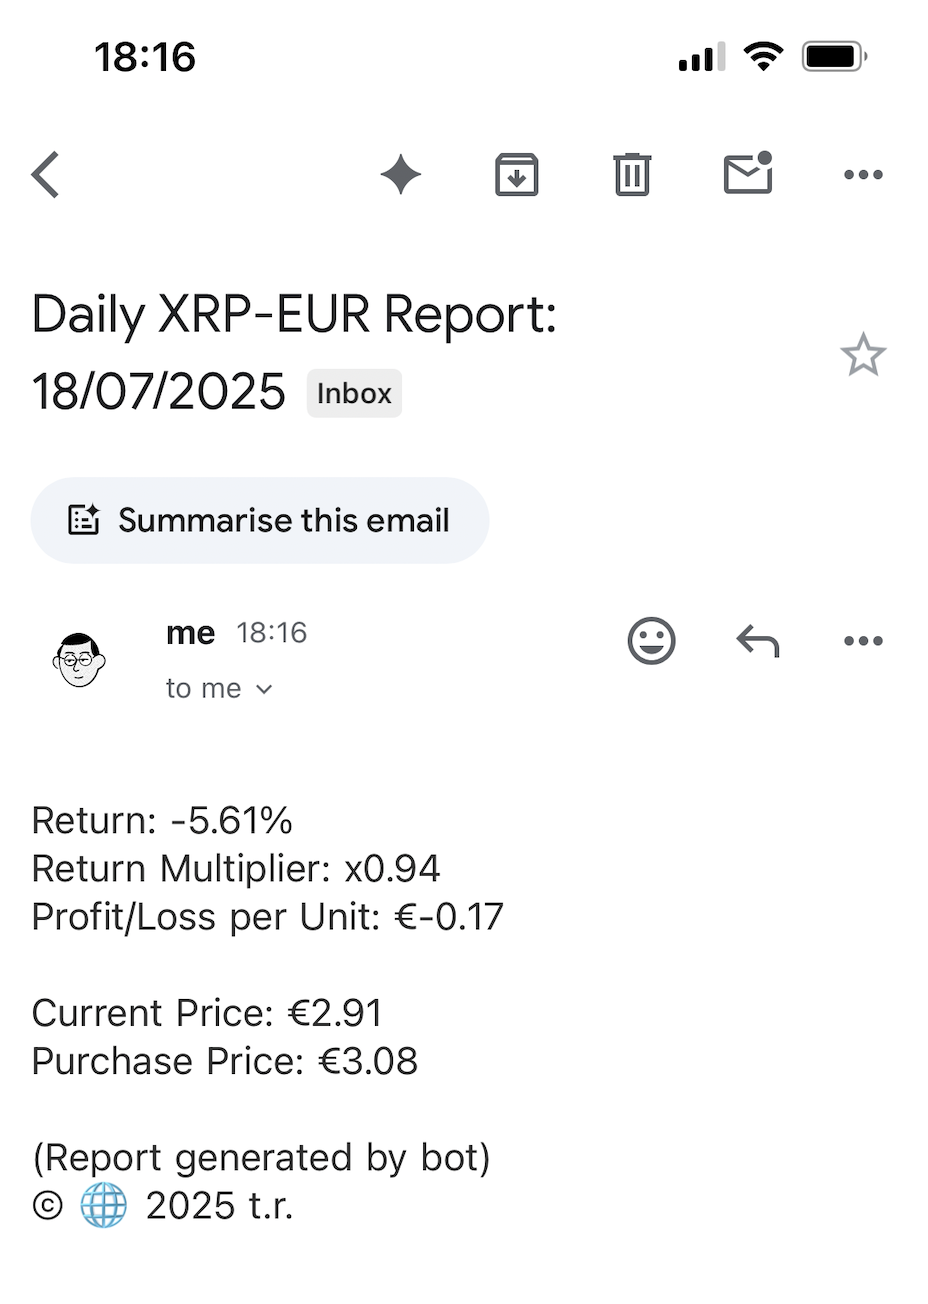 18:16
Daily XRP-EUR Report:
18/07/2025 Inbox
Summarise this email
me 18:16
to me
Return: -5.61%
Return Multiplier: x0.94
Profit/Loss per Unit: €-0.17
Current Price: €2.91
Purchase Price: €3.08
(Report generated by bot)
© 🌐 2025 t.r.